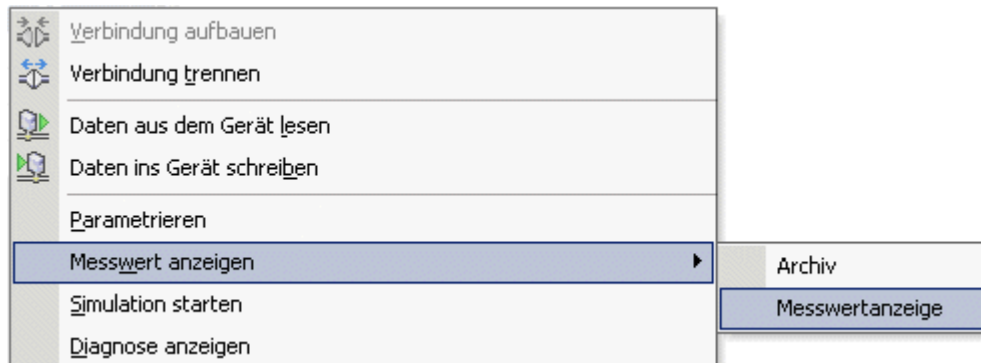 Verbindung aufbauen
Verbindung trennen
Daten aus dem Gerät lesen
Daten ins Gerät schreiben
Parametrieren
Messwert anzeigen
Archiv
Simulation starten
Messwertanzeige
Diagnose anzeigen